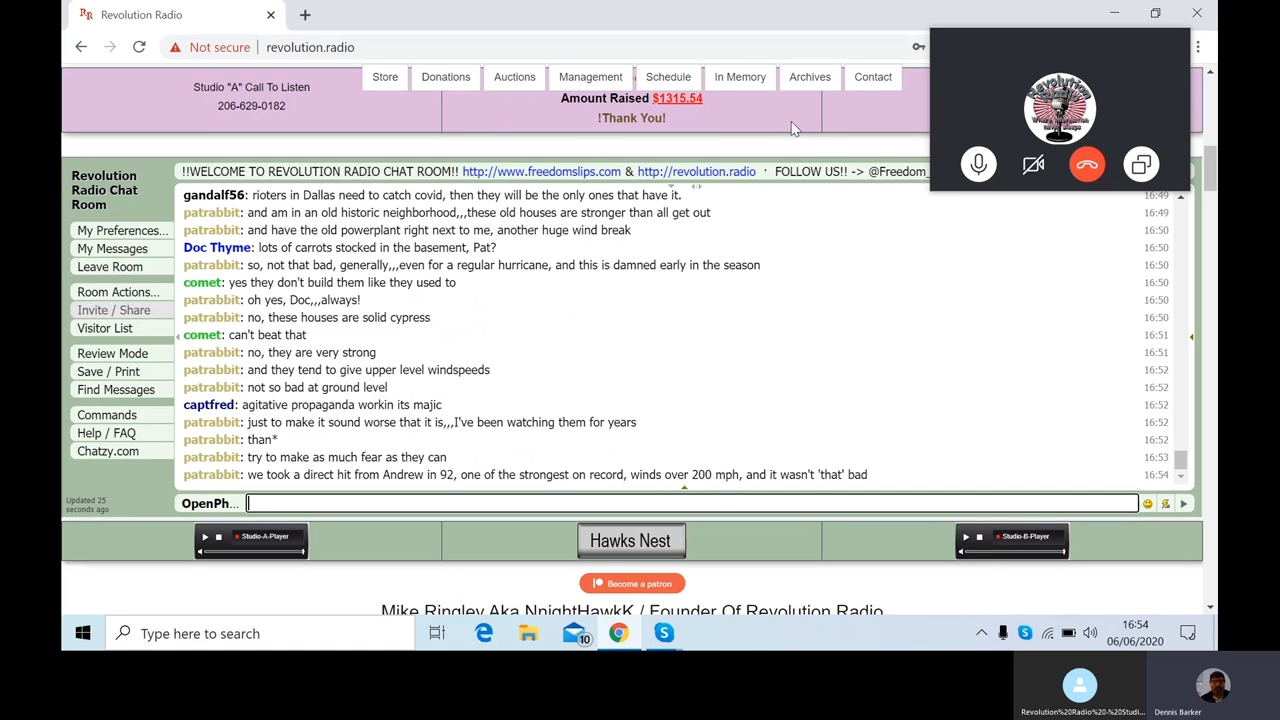 Revolution Radio
Not secure
revolution.radio
Store
Donations
Auctions
Management
Schedule
In Memory
Archives
Contact
Studio "A" Call To Listen
206-629-0182
Amount Raised $1315.54
!Thank You!
Revolution Radio Chat Room
!!WELCOME TO REVOLUTION RADIO CHAT ROOM!! http://www.freedomslips.com & http://revolution.radio · FOLLOW US!! -> @Freedom_
My Preferences...
My Messages
Leave Room
Room Actions...
Invite / Share
Visitor List
Review Mode
Save / Print
Find Messages
Commands
Help / FAQ
Chatzy.com
gandalf56: rioters in Dallas need to catch covid, then they will be the only ones that have it. 16:49
patrabbit: and am in an old historic neighborhood,,,these old houses are stronger than all get out 16:49
patrabbit: and have the old powerplant right next to me, another huge wind break 16:50
Doc Thyme: lots of carrots stocked in the basement, Pat? 16:50
patrabbit: so, not that bad, generally,,,even for a regular hurricane, and this is damned early in the season 16:50
comet: yes they don't build them like they used to 16:50
patrabbit: oh yes, Doc,,,always! 16:50
patrabbit: no, these houses are solid cypress 16:50
comet: can't beat that 16:51
patrabbit: no, they are very strong 16:51
patrabbit: and they tend to give upper level windspeeds 16:52
patrabbit: not so bad at ground level 16:52
captfred: agitative propaganda workin its majic 16:52
patrabbit: just to make it sound worse that it is,,,I've been watching them for years 16:52
patrabbit: than* 16:52
patrabbit: try to make as much fear as they can 16:53
patrabbit: we took a direct hit from Andrew in 92, one of the strongest on record, winds over 200 mph, and it wasn't 'that' bad 16:54
Updated 25
seconds ago
OpenPh...
Studio-A-Player
Hawks Nest
Studio-B-Player
Become a patron
Mike Ringley Aka NnightHawkK / Founder Of Revolution Radio
Type here to search
10
16:54
06/06/2020
Revolution%20Radio%20-%20Studi...
Dennis Barker